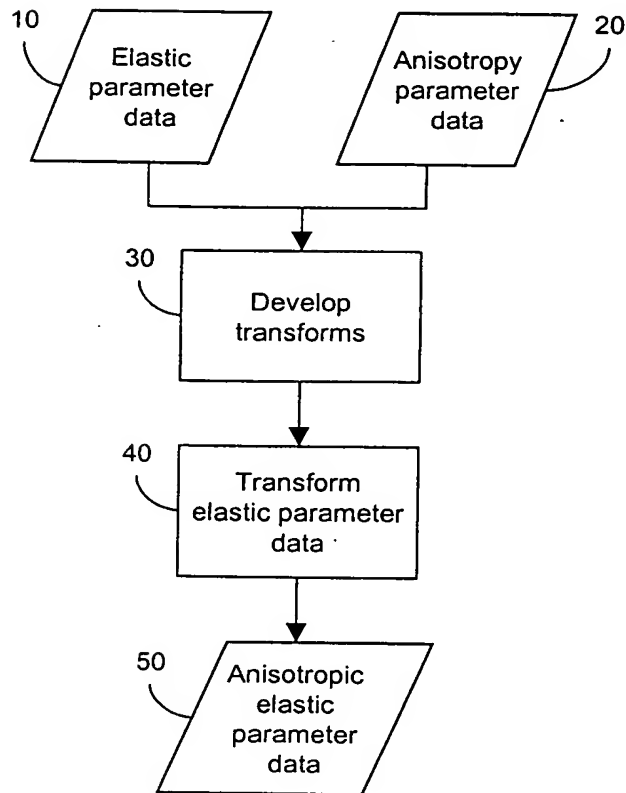 10
Elastic
parameter
data
20
Anisotropy
parameter
data
30
Develop
transforms
40
Transform
elastic parameter
data
50
Anisotropic
elastic
parameter
data